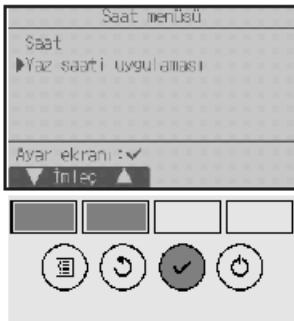 Saat menüsü
Saat
▶Yaz saati uygulaması
Ayar ekranı:✓
▼ İmleç ▲